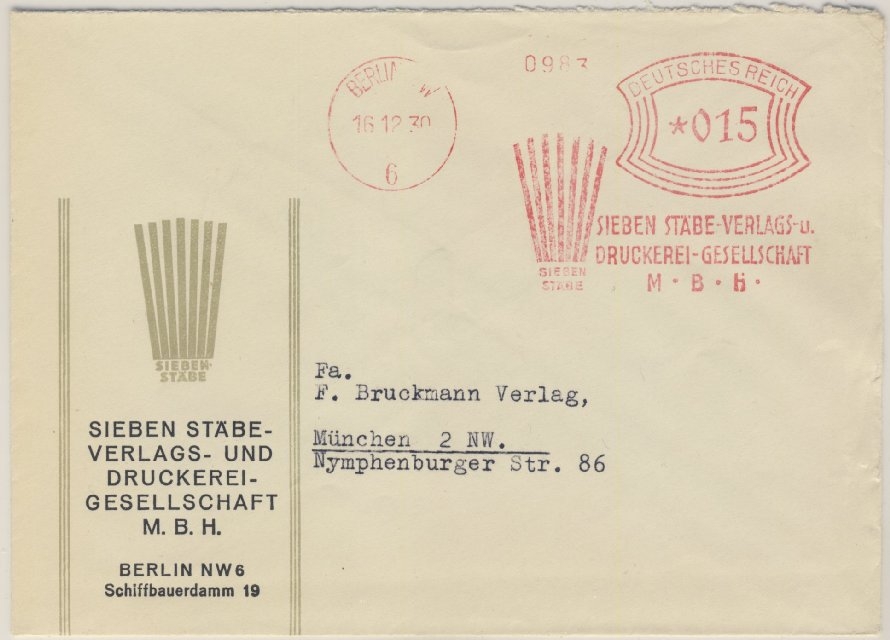 BERLIN NW
16.12.30
6
0983
DEUTSCHES REICH
*015
SIEBEN
STÄBE
SIEBEN STÄBE-VERLAGS-u.
DRUCKEREI-GESELLSCHAFT
M·B·H·
SIEBEN-
STÄBE
SIEBEN STÄBE-
VERLAGS- UND
DRUCKEREI-
GESELLSCHAFT
M. B. H.
BERLIN NW6
Schiffbauerdamm 19
Fa.
F. Bruckmann Verlag,
München 2 NW.
Nymphenburger Str. 86